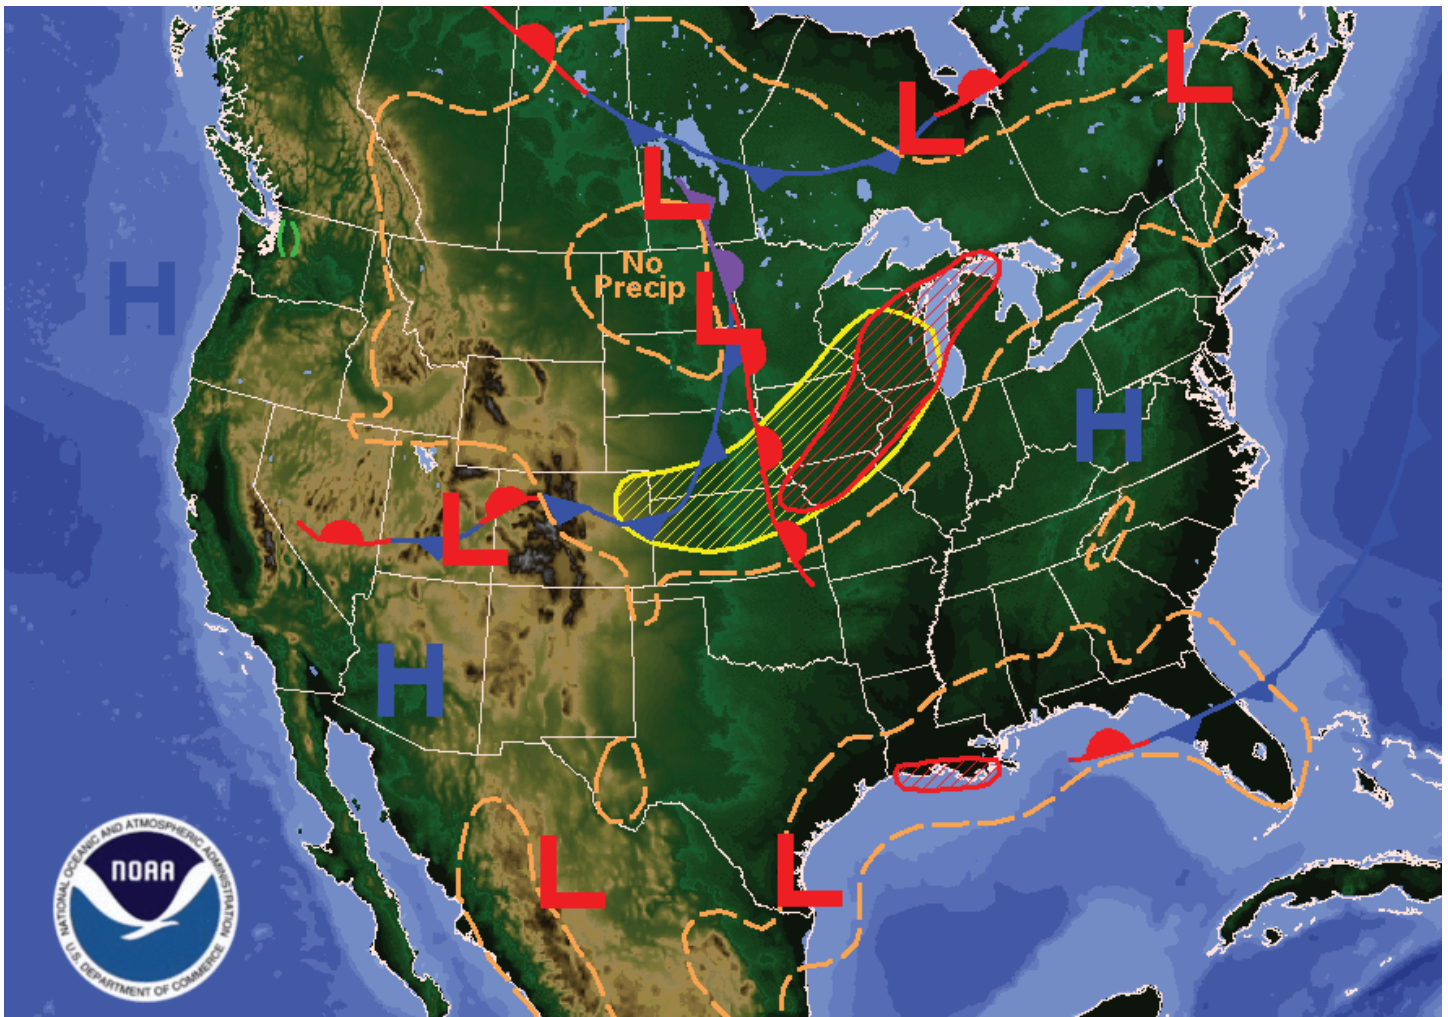 L
L
L
No
Precip
H
L
H
L
H
NOAA
NATIONAL OCEANIC AND ATMOSPHERIC ADMINISTRATION
U.S. DEPARTMENT OF COMMERCE
L
L